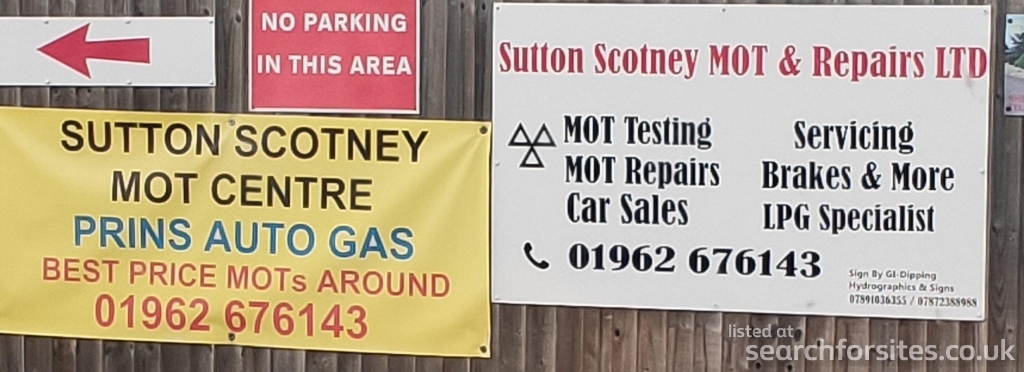 NO PARKING
IN THIS AREA
SUTTON SCOTNEY
MOT CENTRE
PRINS AUTO GAS
BEST PRICE MOTs AROUND
01962 676143
Sutton Scotney MOT & Repairs LTD
MOT Testing
MOT Repairs
Car Sales
Servicing
Brakes & More
LPG Specialist
01962 676143
Sign By GI-Dipping
Hydrographics & Signs
07891036355 / 07872388988
listed at
searchforsites.co.uk